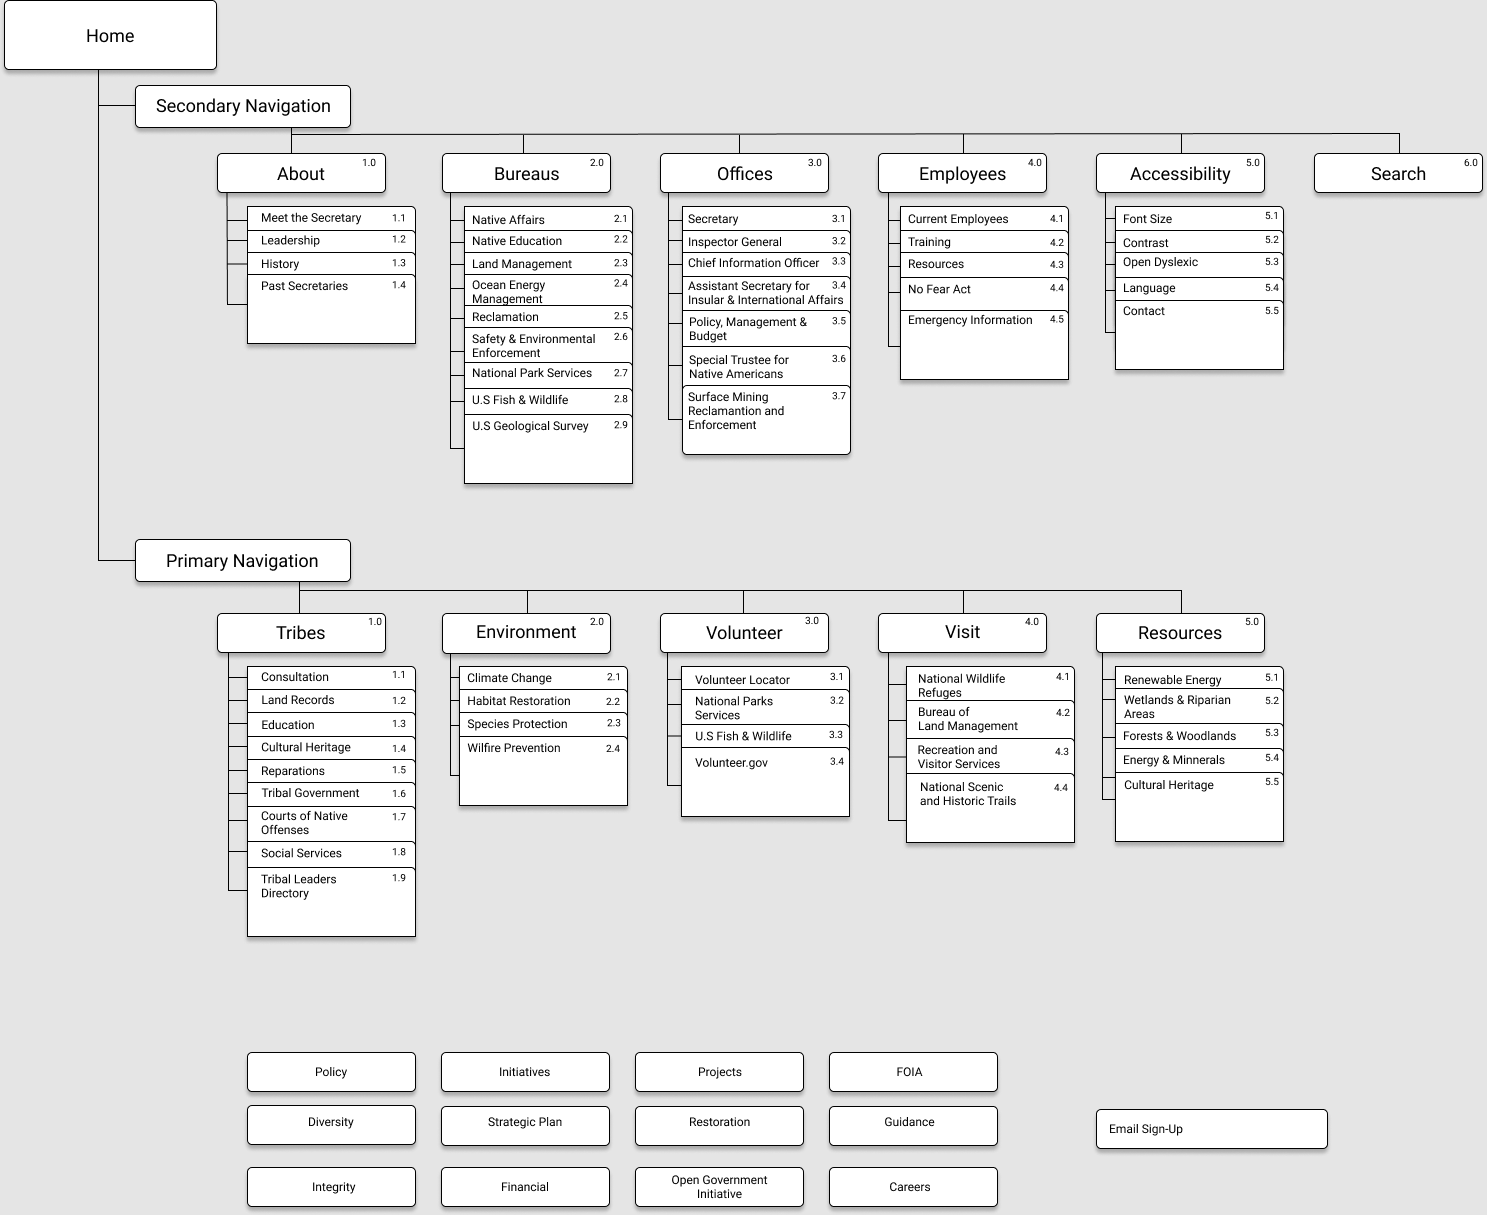 Home
Secondary Navigation
About 1.0
Meet the Secretary 1.1
Leadership 1.2
History 1.3
Past Secretaries 1.4
Bureaus 2.0
Native Affairs 2.1
Native Education 2.2
Land Management 2.3
Ocean Energy 2.4
Management
Reclamation 2.5
Safety & Environmental 2.6
Enforcement
National Park Services 2.7
U.S Fish & Wildlife 2.8
U.S Geological Survey 2.9
Offices 3.0
Secretary 3.1
Inspector General 3.2
Chief Information Officer 3.3
Assistant Secretary for 3.4
Insular & International Affairs
Policy, Management & 3.5
Budget
Special Trustee for 3.6
Native Americans
Surface Mining 3.7
Reclamantion and
Enforcement
Employees 4.0
Current Employees 4.1
Training 4.2
Resources 4.3
No Fear Act 4.4
Emergency Information 4.5
Accessibility 5.0
Font Size 5.1
Contrast 5.2
Open Dyslexic 5.3
Language 5.4
Contact 5.5
Search 6.0
Primary Navigation
Tribes 1.0
Consultation 1.1
Land Records 1.2
Education 1.3
Cultural Heritage 1.4
Reparations 1.5
Tribal Government 1.6
Courts of Native 1.7
Offenses
Social Services 1.8
Tribal Leaders 1.9
Directory
Environment 2.0
Climate Change 2.1
Habitat Restoration 2.2
Species Protection 2.3
Wilfire Prevention 2.4
Volunteer 3.0
Volunteer Locator 3.1
National Parks 3.2
Services
U.S Fish & Wildlife 3.3
Volunteer.gov 3.4
Visit 4.0
National Wildlife 4.1
Refuges
Bureau of 4.2
Land Management
Recreation and 4.3
Visitor Services
National Scenic 4.4
and Historic Trails
Resources 5.0
Renewable Energy 5.1
Wetlands & Riparian 5.2
Areas
Forests & Woodlands 5.3
Energy & Minnerals 5.4
Cultural Heritage 5.5
Policy
Initiatives
Projects
FOIA
Diversity
Strategic Plan
Restoration
Guidance
Email Sign-Up
Integrity
Financial
Open Government
Initiative
Careers